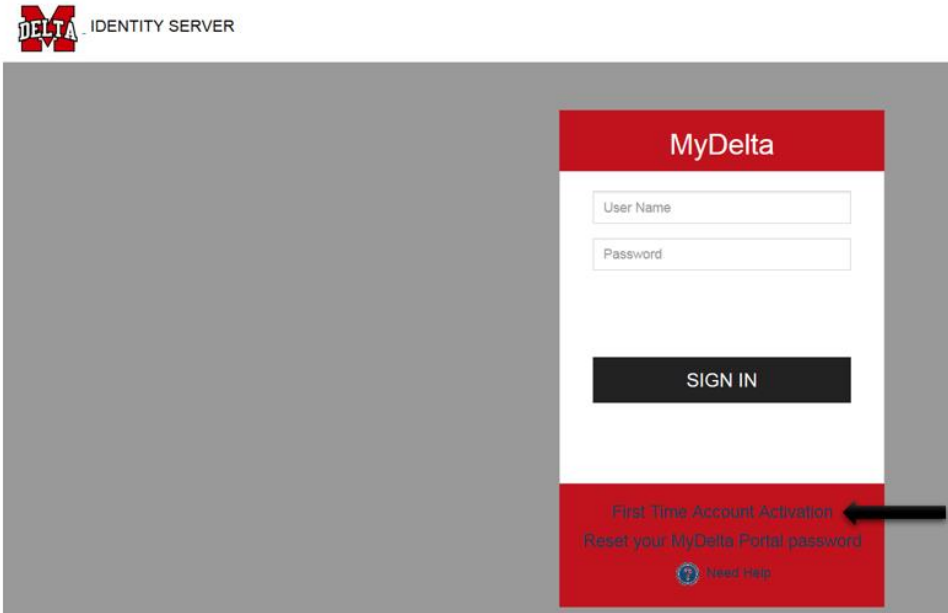 DELTA
IDENTITY SERVER
MyDelta
User Name
Password
SIGN IN
First Time Account Activation
Reset your MyDelta Portal password
Need Help